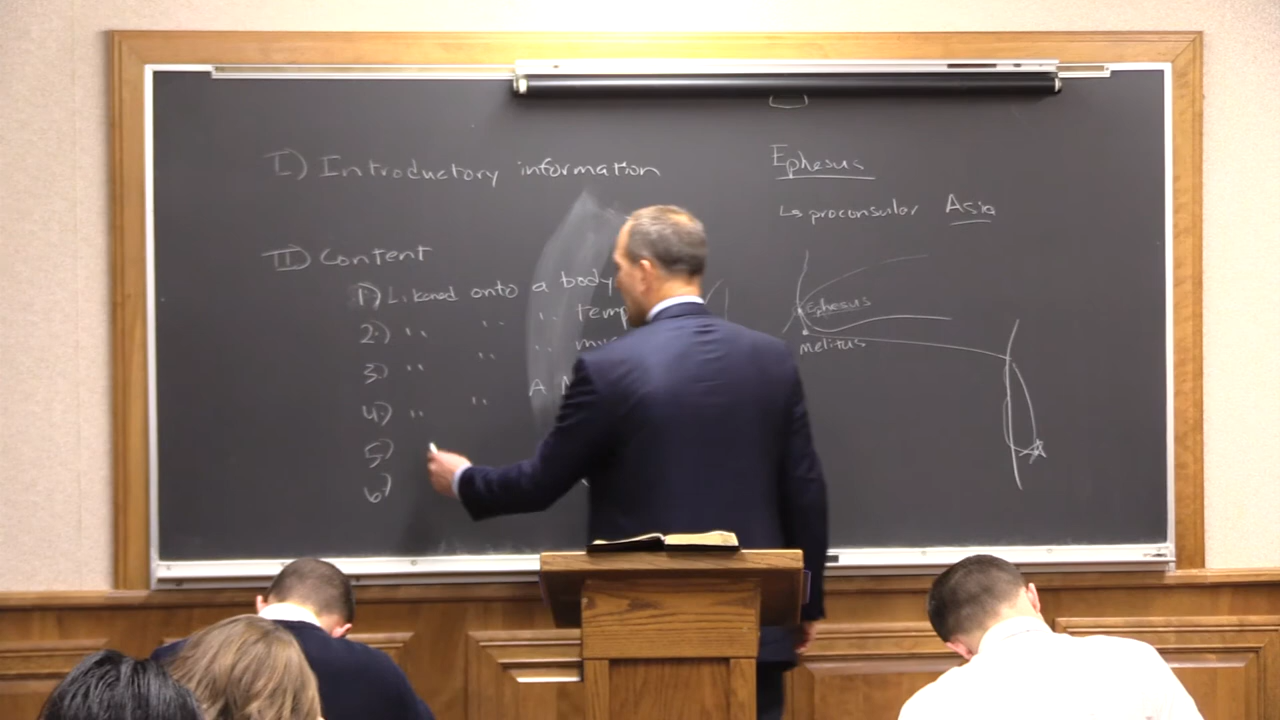 I) Introductory information
II) Content
1) Likened onto a body
2) " " " temp
3) " " "
4) " " A
5)
6)
Ephesus
↳ proconsular Asia
Ephesus
Melitus